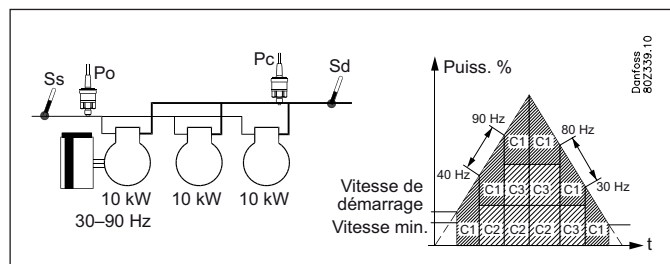 Ss
Po
Pc
Sd
10 kW
10 kW
10 kW
30–90 Hz
Danfoss
80Z339.10
Puiss. %
90 Hz
80 Hz
40 Hz
30 Hz
C1 C1
C1 C3 C3 C1
Vitesse de
démarrage
Vitesse min.
C1 C2 C2 C2 C3 C1
t